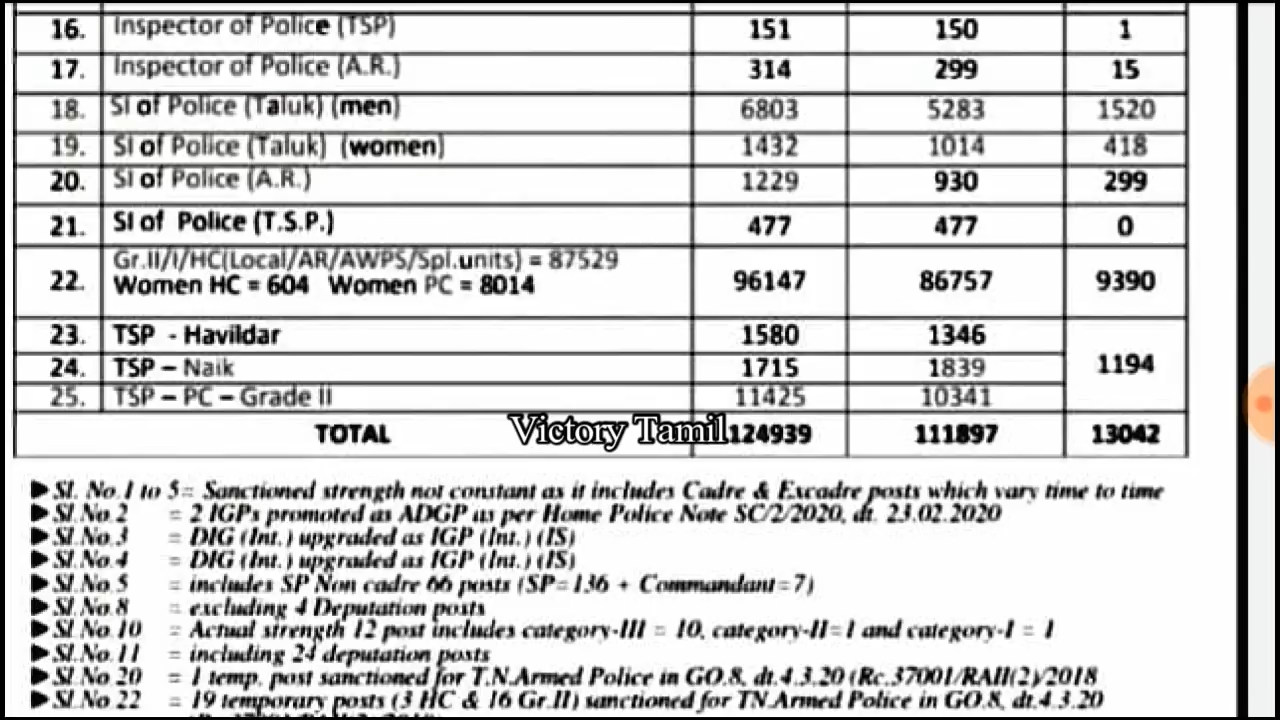 16. Inspector of Police (TSP) 151 150 1
17. Inspector of Police (A.R.) 314 299 15
18. SI of Police (Taluk) (men) 6803 5283 1520
19. SI of Police (Taluk) (women) 1432 1014 418
20. SI of Police (A.R.) 1229 930 299
21. SI of Police (T.S.P.) 477 477 0
22. Gr.II/I/HC(Local/AR/AWPS/Spl.units) = 87529
Women HC = 604 Women PC = 8014 96147 86757 9390
23. TSP - Havildar 1580 1346
24. TSP – Naik 1715 1839 1194
25. TSP – PC – Grade II 11425 10341
TOTAL 124939 111897 13042
Victory Tamil
▶ Sl. No.1 to 5= Sanctioned strength not constant as it includes Cadre & Excadre posts which vary time to time
▶ Sl.No.2 = 2 IGPs promoted as ADGP as per Home Police Note SC/2/2020, dt. 23.02.2020
▶ Sl.No.3 = DIG (Int.) upgraded as IGP (Int.) (IS)
▶ Sl.No.4 = DIG (Int.) upgraded as IGP (Int.) (IS)
▶ Sl.No.5 = includes SP Non cadre 66 posts (SP=136 + Commandant=7)
▶ Sl.No.8 = excluding 4 Deputation posts
▶ Sl.No.10 = Actual strength 12 post includes category-III = 10, category-II=1 and category-I = 1
▶ Sl.No.11 = including 24 deputation posts
▶ Sl.No 20 = 1 temp. post sanctioned for T.N.Armed Police in GO.8, dt.4.3.20 (Rc.37001/RAII(2)/2018
▶ Sl.No 22 = 19 temporary posts (3 HC & 16 Gr.II) sanctioned for TN.Armed Police in GO.8, dt.4.3.20